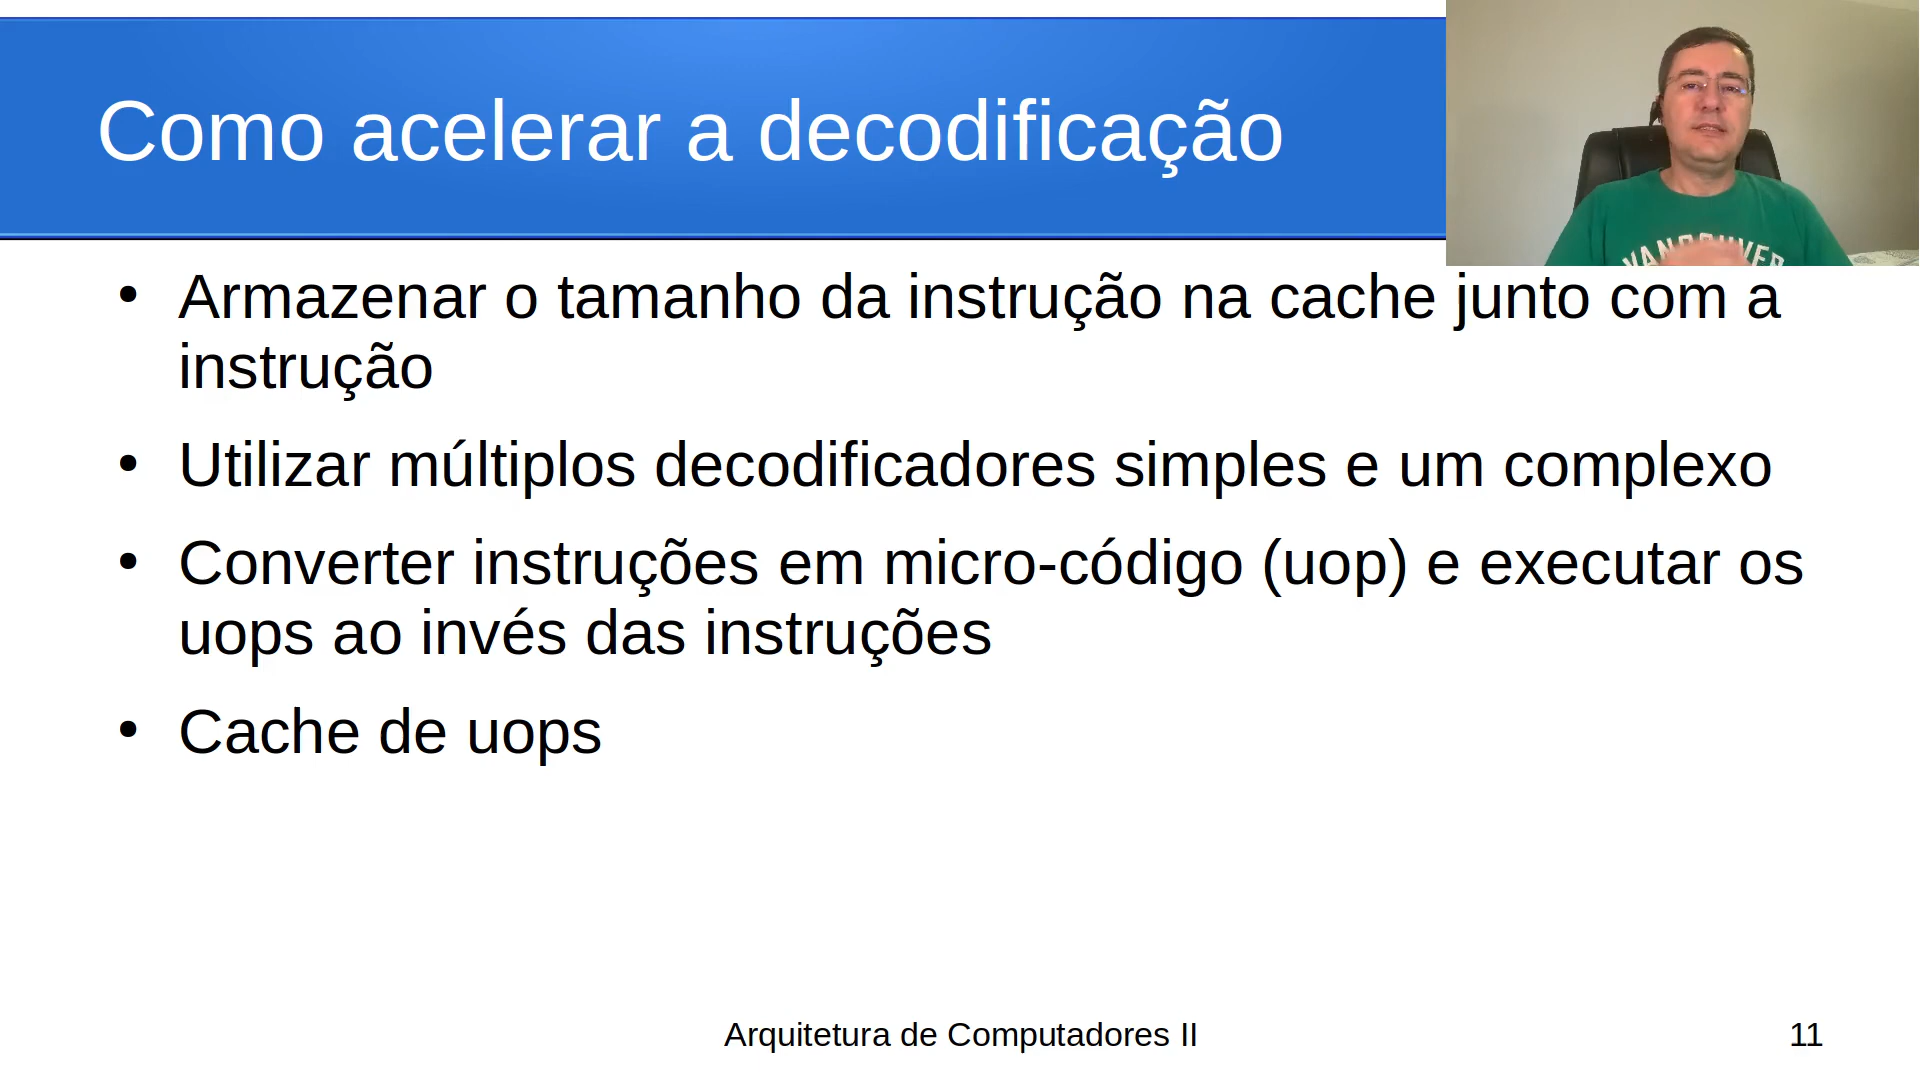 Como acelerar a decodificação
VANCOUVER
• Armazenar o tamanho da instrução na cache junto com a
instrução
• Utilizar múltiplos decodificadores simples e um complexo
• Converter instruções em micro-código (uop) e executar os
uops ao invés das instruções
• Cache de uops
Arquitetura de Computadores II
11